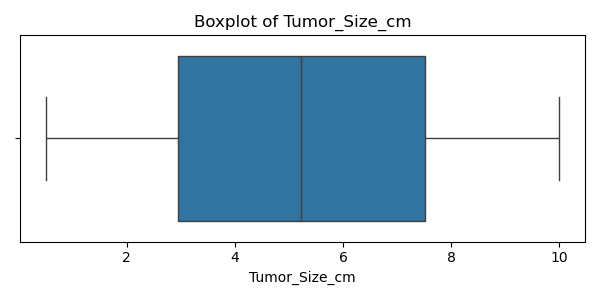 Boxplot of Tumor_Size_cm
2 4 6 8 10
Tumor_Size_cm